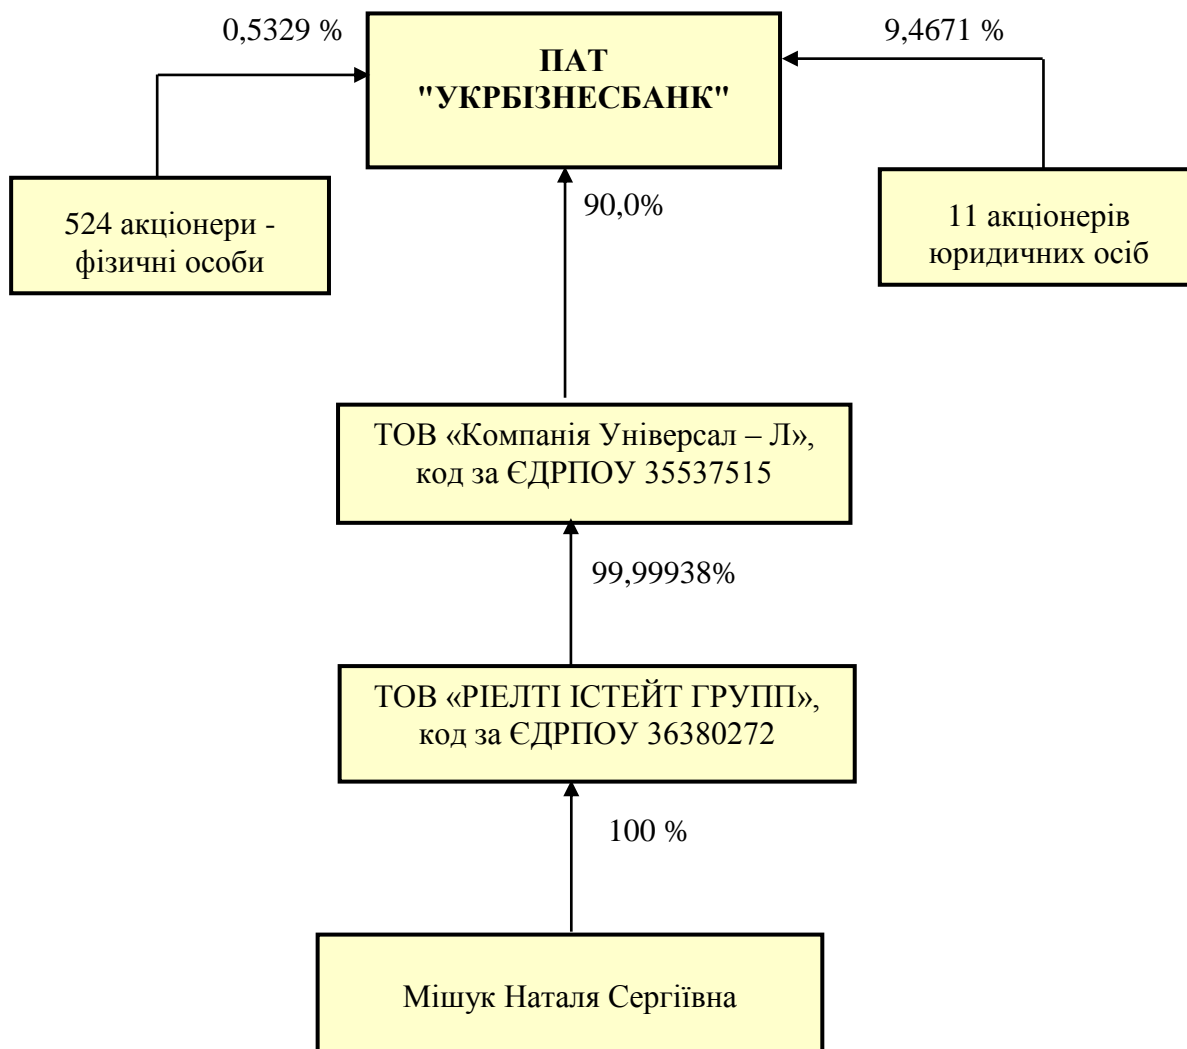 0,5329 %
ПАТ
"УКРБІЗНЕСБАНК"
9,4671 %
524 акціонери -
фізичні особи
90,0%
11 акціонерів
юридичних осіб
ТОВ «Компанія Універсал – Л»,
код за ЄДРПОУ 35537515
99,99938%
ТОВ «РІЕЛТІ ІСТЕЙТ ГРУПП»,
код за ЄДРПОУ 36380272
100 %
Мішук Наталя Сергіївна